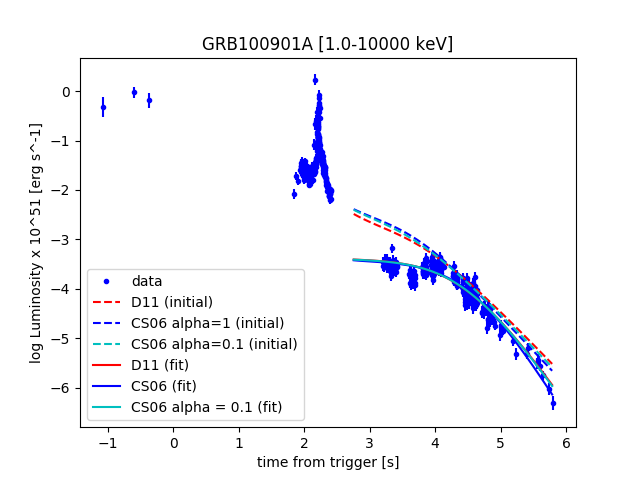 GRB100901A [1.0-10000 keV]
log Luminosity x 10^51 [erg s^-1]
0
−1
−2
−3
−4
−5
−6
data
D11 (initial)
CS06 alpha=1 (initial)
CS06 alpha=0.1 (initial)
D11 (fit)
CS06 (fit)
CS06 alpha = 0.1 (fit)
−1 0 1 2 3 4 5 6
time from trigger [s]